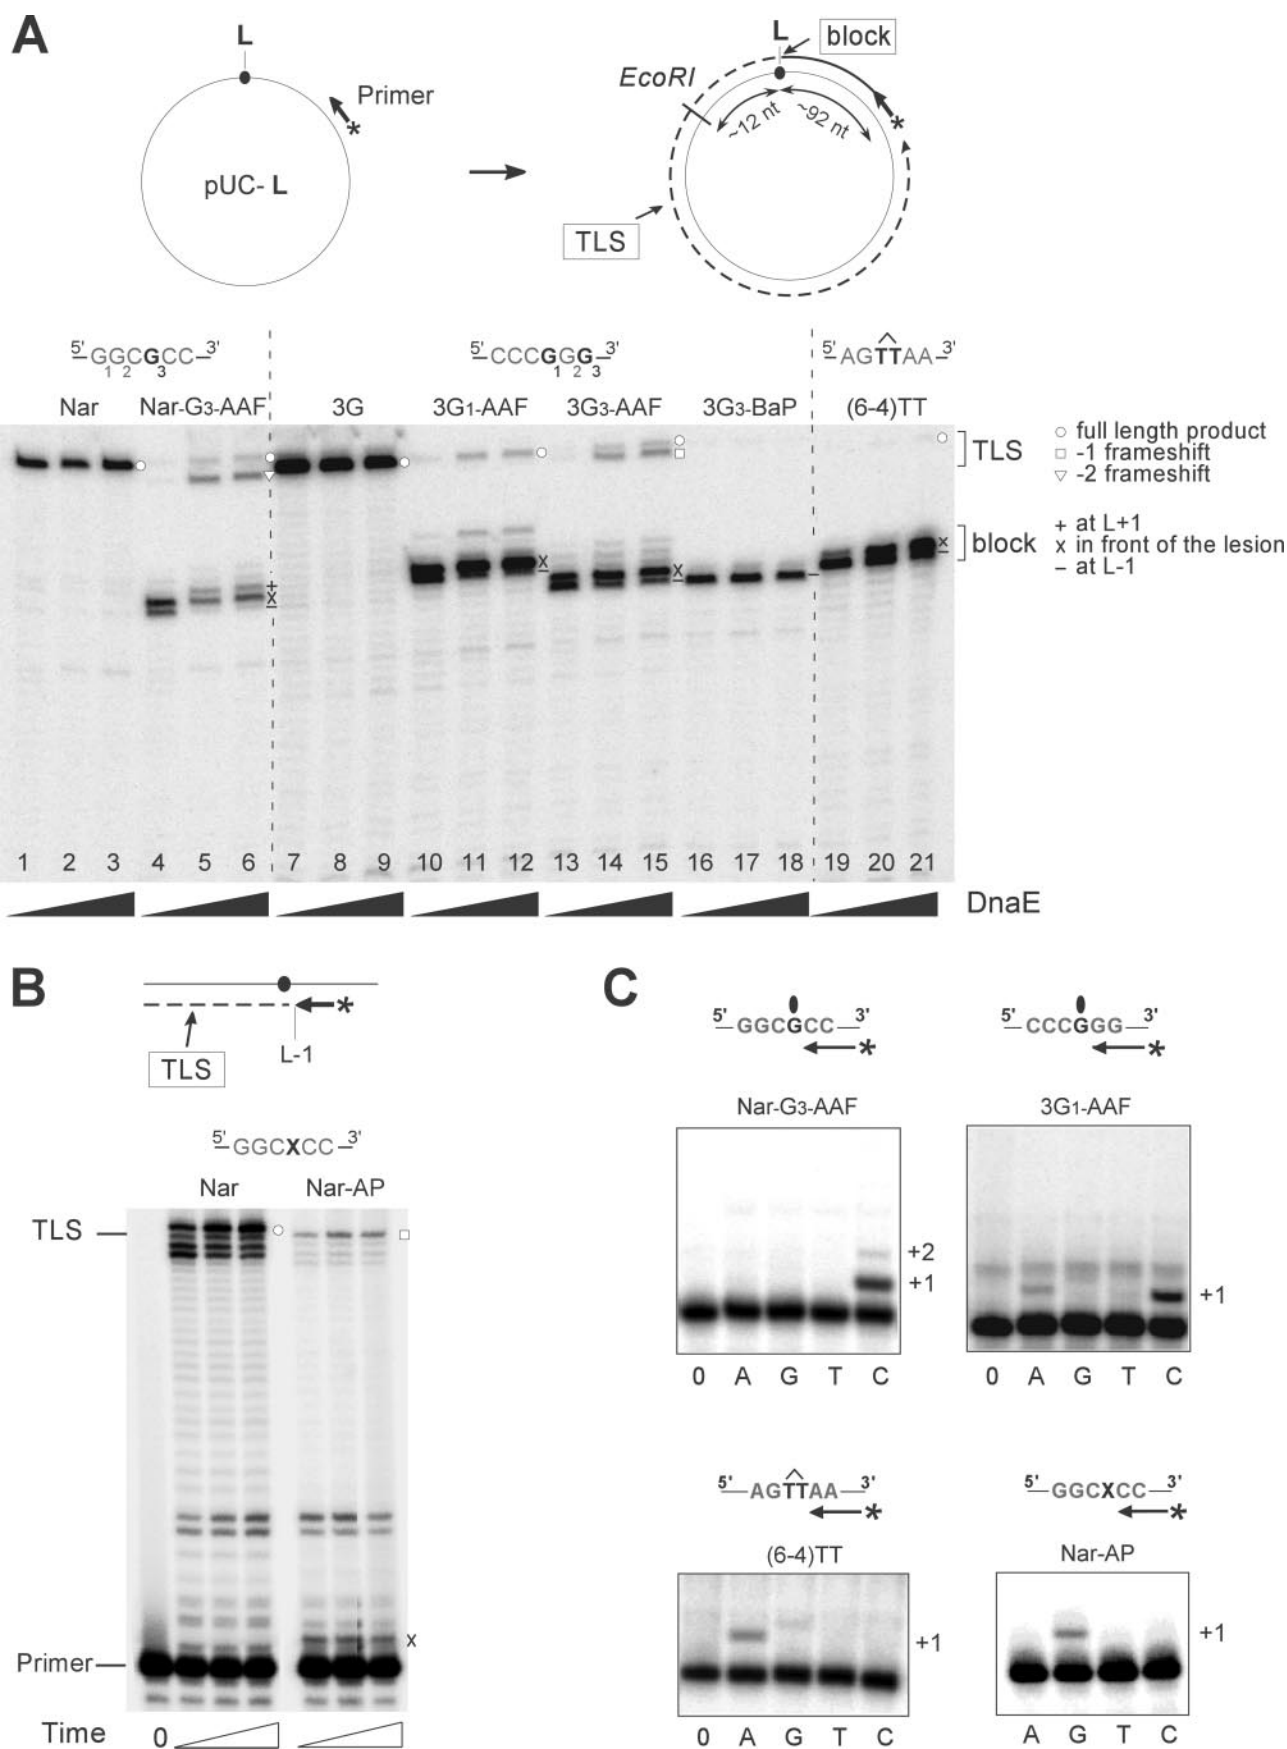 A
L
Primer
*
pUC- L
L
block
EcoRI
~12 nt
~92 nt
*
TLS
5' GGCGCC 3'
1 2 3
5' CCCGGG 3'
1 2 3
5' AGTTAA 3'
Nar
Nar-G3-AAF
3G
3G1-AAF
3G3-AAF
3G3-BaP
(6-4)TT
TLS
○ full length product
□ -1 frameshift
▽ -2 frameshift
block
+ at L+1
x in front of the lesion
– at L-1
1 2 3 4 5 6 7 8 9 10 11 12 13 14 15 16 17 18 19 20 21
DnaE
B
*
L-1
TLS
5' GGCXCC 3'
Nar
Nar-AP
TLS
x
Primer
Time
0
C
5' GGCGCC 3'
*
Nar-G3-AAF
+2
+1
0 A G T C
5' CCCGGG 3'
*
3G1-AAF
+1
0 A G T C
5' AGTTAA 3'
*
(6-4)TT
+1
0 A G T C
5' GGCXCC 3'
*
Nar-AP
+1
A G T C